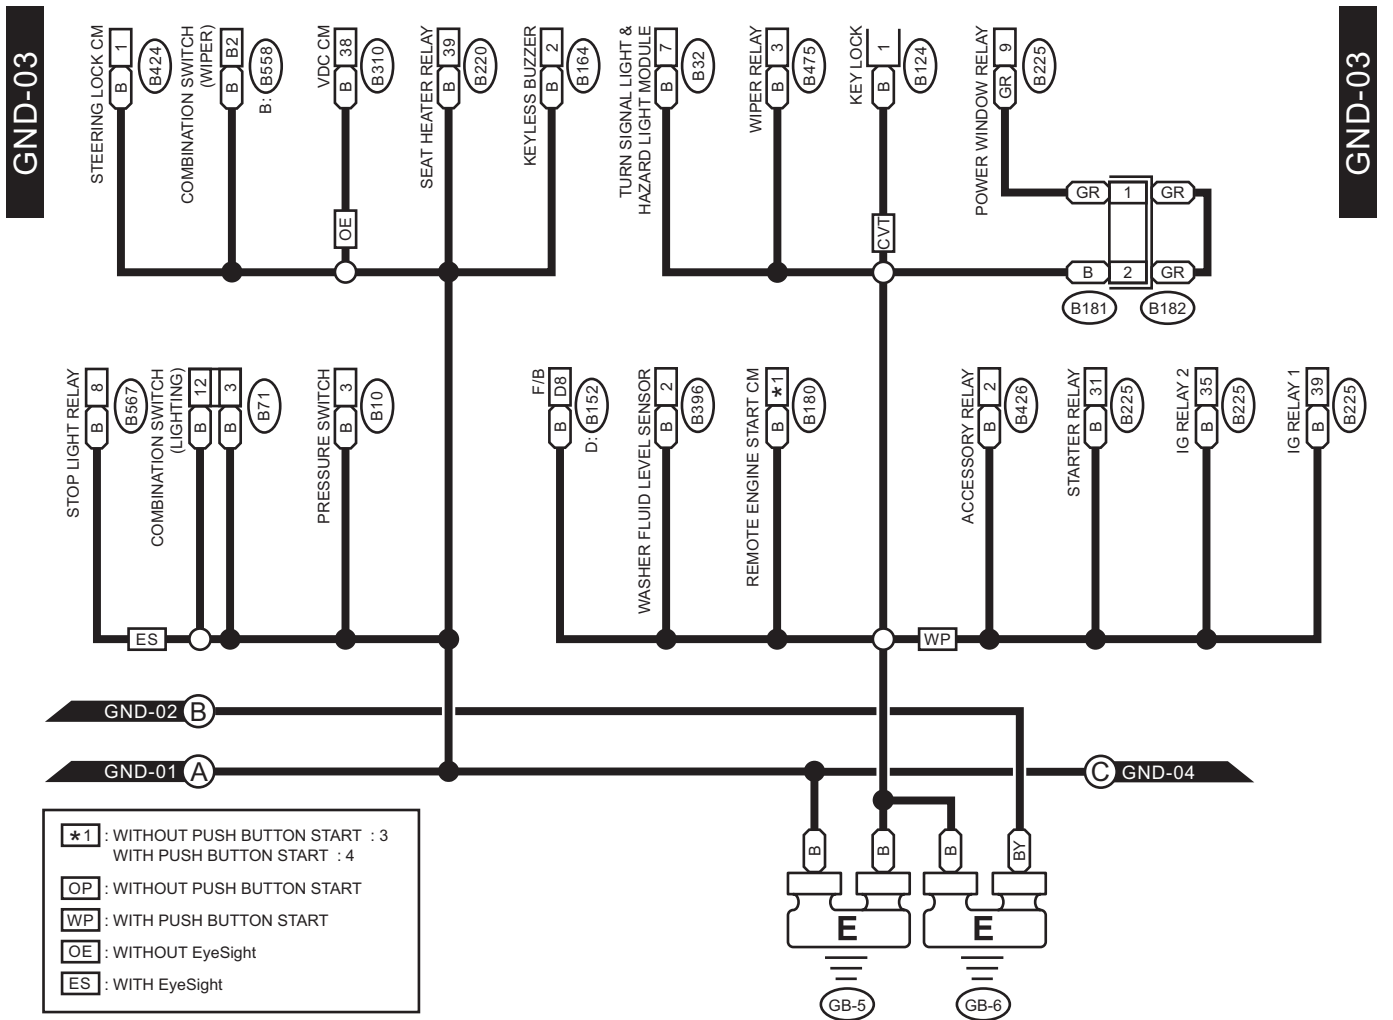 GND-03
GND-03
STEERING LOCK CM
1
B
B424
COMBINATION SWITCH
(WIPER)
B2
B
B: B558
VDC CM
38
B
B310
OE
SEAT HEATER RELAY
39
B
B220
KEYLESS BUZZER
2
B
B164
TURN SIGNAL LIGHT &
HAZARD LIGHT MODULE
7
B
B32
WIPER RELAY
3
B
B475
KEY LOCK
1
B
B124
CVT
POWER WINDOW RELAY
9
GR
B225
GR 1 GR
B 2 GR
B181 B182
STOP LIGHT RELAY
8
B
B567
COMBINATION SWITCH
(LIGHTING)
12 3
B B
B71
PRESSURE SWITCH
3
B
B10
F/B
D8
B
D: B152
WASHER FLUID LEVEL SENSOR
2
B
B396
REMOTE ENGINE START CM
*1
B
B180
ACCESSORY RELAY
2
B
B426
STARTER RELAY
31
B
B225
IG RELAY 2
35
B
B225
IG RELAY 1
39
B
B225
ES
WP
GND-02 B
GND-01 A
C GND-04
B B B BY
E E
GB-5 GB-6
*1 : WITHOUT PUSH BUTTON START : 3
WITH PUSH BUTTON START : 4
OP : WITHOUT PUSH BUTTON START
WP : WITH PUSH BUTTON START
OE : WITHOUT EyeSight
ES : WITH EyeSight